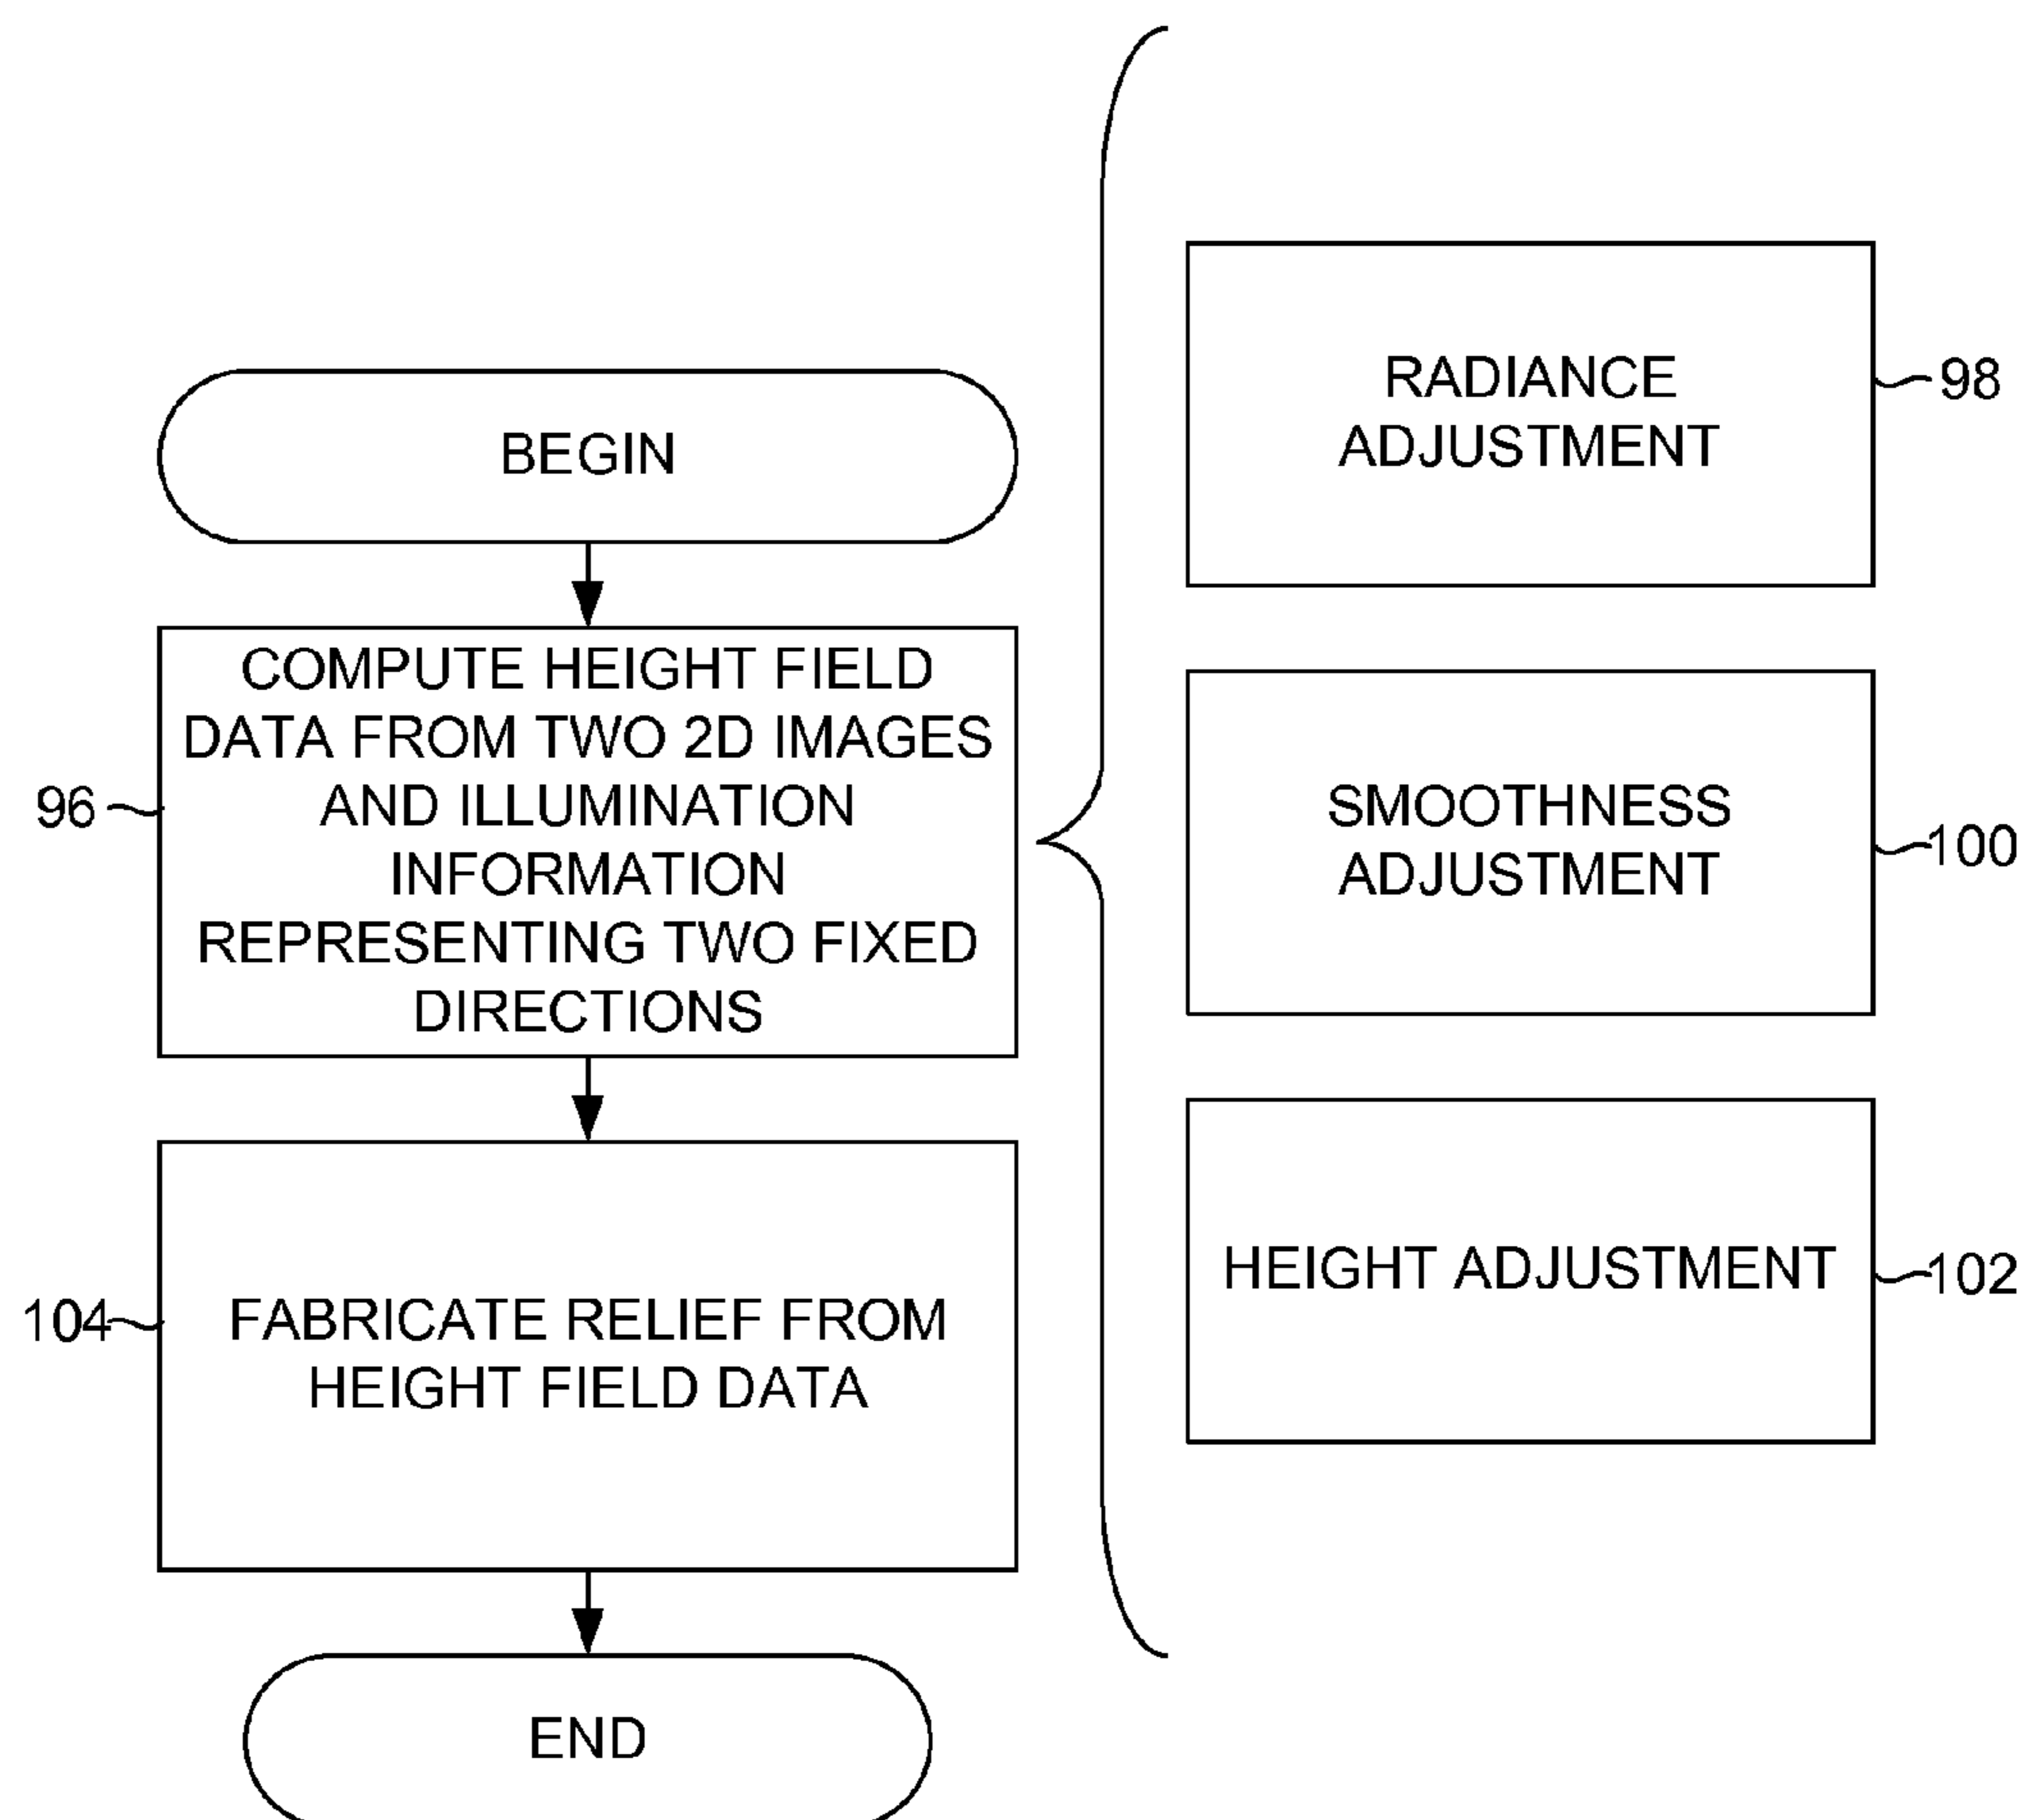 BEGIN
96
COMPUTE HEIGHT FIELD
DATA FROM TWO 2D IMAGES
AND ILLUMINATION
INFORMATION
REPRESENTING TWO FIXED
DIRECTIONS
104
FABRICATE RELIEF FROM
HEIGHT FIELD DATA
END
RADIANCE
ADJUSTMENT
98
SMOOTHNESS
ADJUSTMENT
100
HEIGHT ADJUSTMENT
102